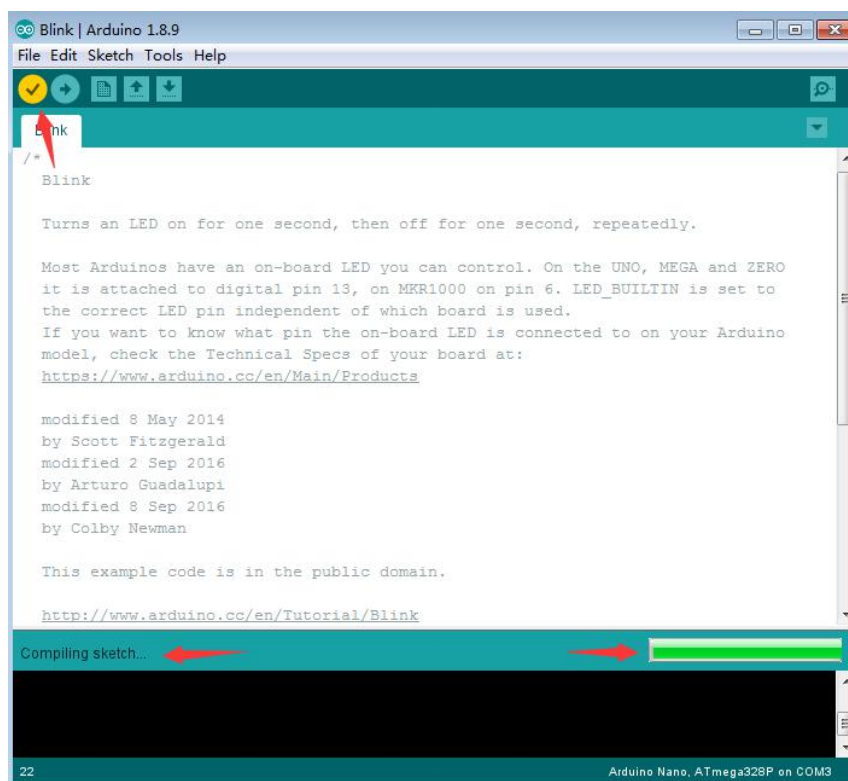 Blink | Arduino 1.8.9
File Edit Sketch Tools Help
Blink
/*
Blink
Turns an LED on for one second, then off for one second, repeatedly.
Most Arduinos have an on-board LED you can control. On the UNO, MEGA and ZERO
it is attached to digital pin 13, on MKR1000 on pin 6. LED_BUILTIN is set to
the correct LED pin independent of which board is used.
If you want to know what pin the on-board LED is connected to on your Arduino
model, check the Technical Specs of your board at:
https://www.arduino.cc/en/Main/Products
modified 8 May 2014
by Scott Fitzgerald
modified 2 Sep 2016
by Arturo Guadalupi
modified 8 Sep 2016
by Colby Newman
This example code is in the public domain.
http://www.arduino.cc/en/Tutorial/Blink
Compiling sketch...
22 Arduino Nano, ATmega328P on COM3